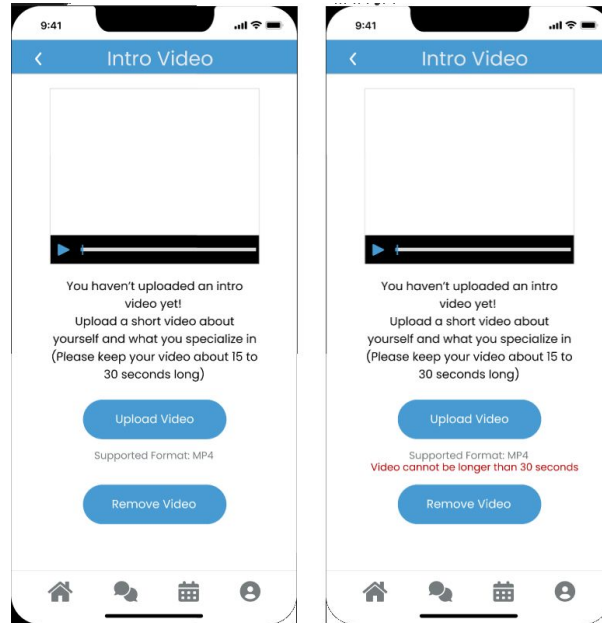 9:41
Intro Video
You haven't uploaded an intro
video yet!
Upload a short video about
yourself and what you specialize in
(Please keep your video about 15 to
30 seconds long)
Upload Video
Supported Format: MP4
Remove Video
9:41
Intro Video
You haven't uploaded an intro
video yet!
Upload a short video about
yourself and what you specialize in
(Please keep your video about 15 to
30 seconds long)
Upload Video
Supported Format: MP4
Video cannot be longer than 30 seconds
Remove Video